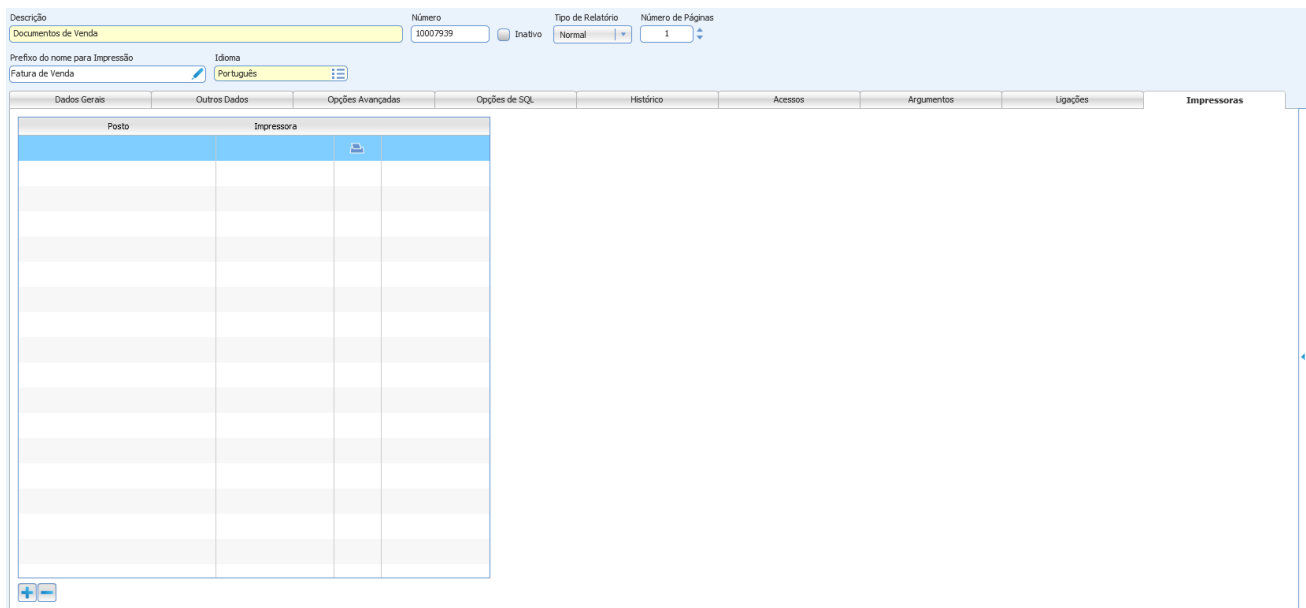 Descrição Número Tipo de Relatório Número de Páginas
Documentos de Venda 10007939 Inativo Normal 1
Prefixo do nome para Impressão Idioma
Fatura de Venda Português
Dados Gerais Outros Dados Opções Avançadas Opções de SQL Histórico Acessos Argumentos Ligações Impressoras
Posto Impressora